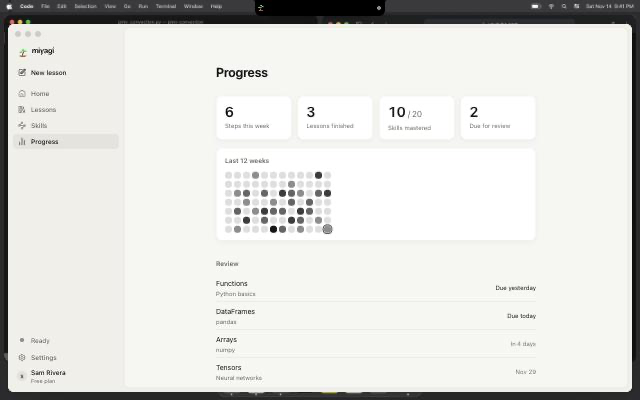 Code File Edit Selection View Go Run Terminal Window Help
Sat Nov 14 9:41 PM
miyagi
New lesson
Home
Lessons
Skills
Progress
Ready
Settings
S
Sam Rivera
Free plan
Progress
6
Steps this week
3
Lessons finished
10 / 20
Skills mastered
2
Due for review
Last 12 weeks
Review
Functions
Python basics
Due yesterday
DataFrames
pandas
Due today
Arrays
numpy
In 4 days
Tensors
Neural networks
Nov 29